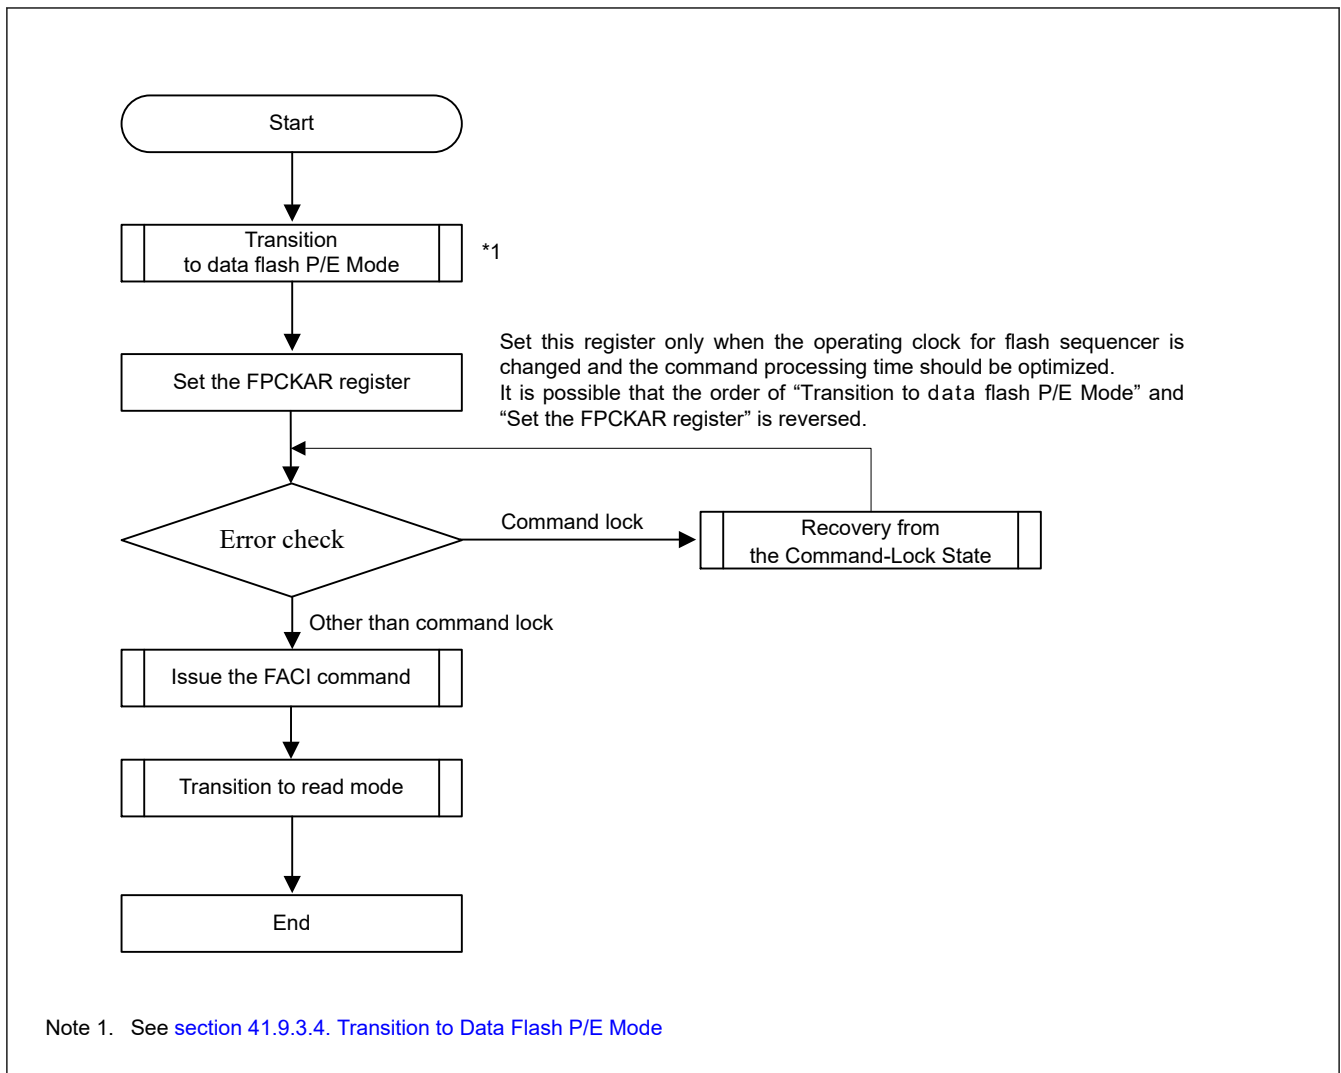 Start
Transition
to data flash P/E Mode
*1
Set the FPCKAR register
Set this register only when the operating clock for flash sequencer is
changed and the command processing time should be optimized.
It is possible that the order of “Transition to data flash P/E Mode” and
“Set the FPCKAR register” is reversed.
Error check
Command lock
Recovery from
the Command-Lock State
Other than command lock
Issue the FACI command
Transition to read mode
End
Note 1. See section 41.9.3.4. Transition to Data Flash P/E Mode